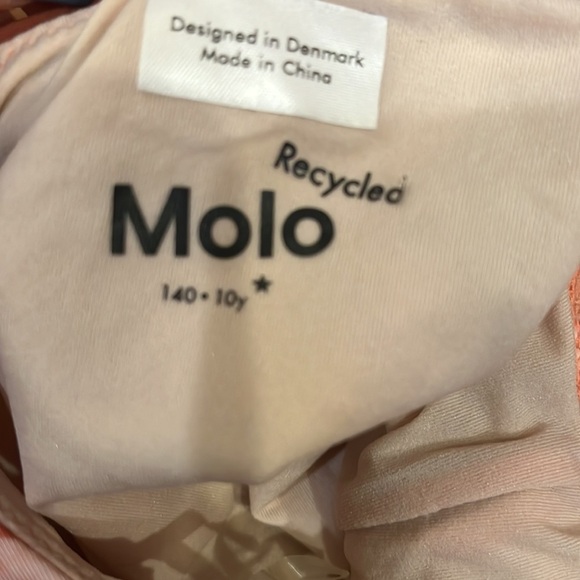 Designed in Denmark
Made in China
Recycled
Molo
140 • 10y